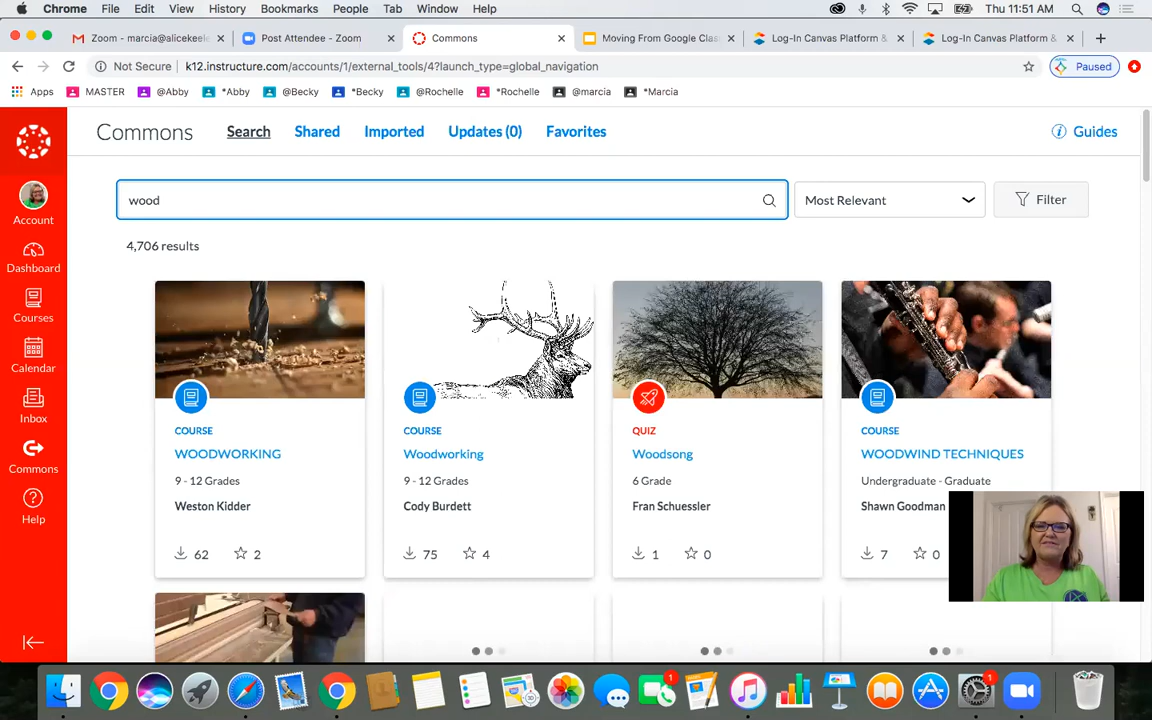 Chrome File Edit View History Bookmarks People Tab Window Help Thu 11:51 AM
Zoom - marcia@alicekeel Post Attendee - Zoom Commons Moving From Google Clas Log-In Canvas Platform & Log-In Canvas Platform &
Not Secure k12.instructure.com/accounts/1/external_tools/4?launch_type=global_navigation Paused
Apps MASTER @Abby *Abby @Becky *Becky @Rochelle *Rochelle @marcia *Marcia
Commons Search Shared Imported Updates (0) Favorites Guides
wood Most Relevant Filter
4,706 results
Account
Dashboard
Courses
Calendar
Inbox
Commons
Help
COURSE
WOODWORKING
9 - 12 Grades
Weston Kidder
62 2
COURSE
Woodworking
9 - 12 Grades
Cody Burdett
75 4
QUIZ
Woodsong
6 Grade
Fran Schuessler
1 0
COURSE
WOODWIND TECHNIQUES
Undergraduate - Graduate
Shawn Goodman
7 0
30
1
1